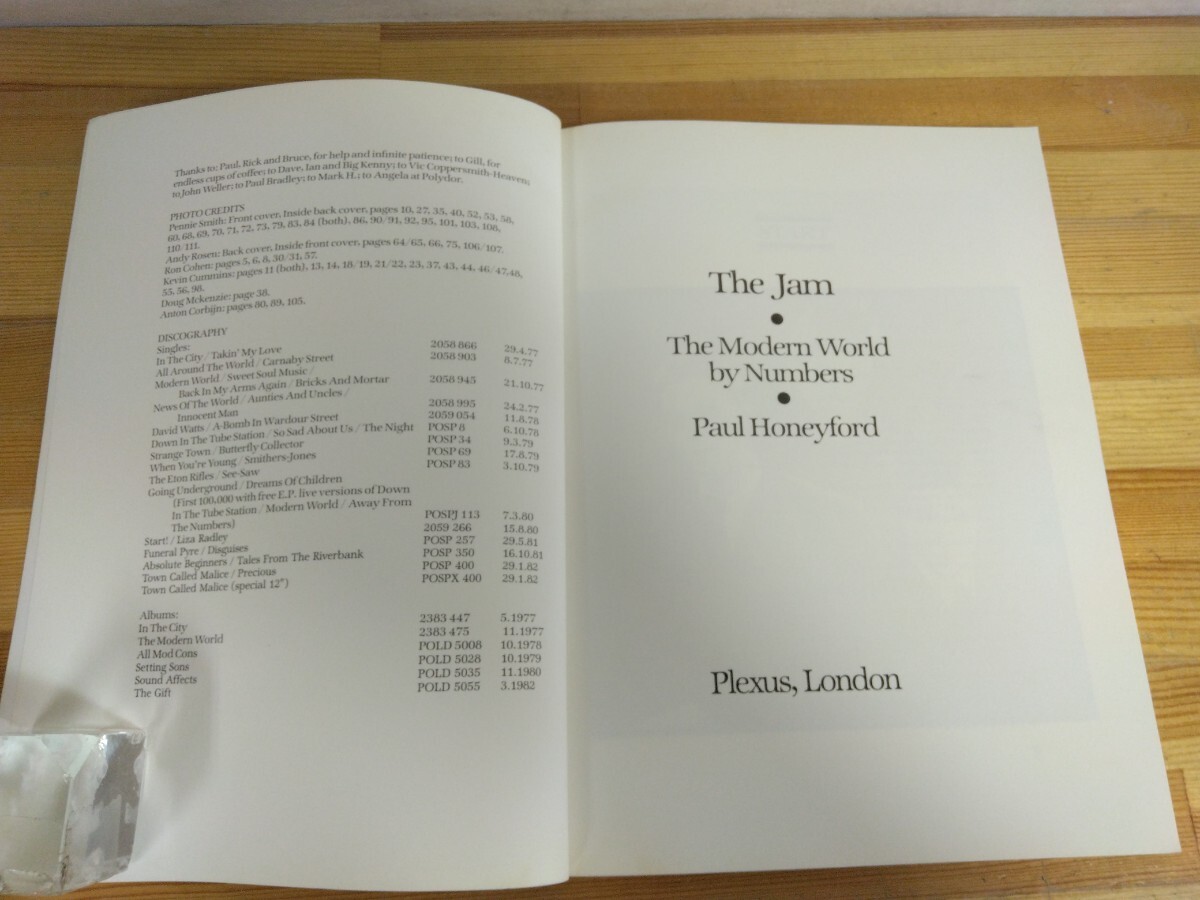 Thanks to: Paul, Rick and Bruce, for help and infinite patience; to Gill, for
endless cups of coffee; to Dave, Ian and Big Kenny; to Vic Coppersmith-Heaven;
to John Weller; to Paul Bradley; to Mark H.; to Angela at Polydor.
PHOTO CREDITS
Pennie Smith: Front cover, Inside back cover, pages 10, 27, 35, 40, 52, 53, 58,
60, 68, 69, 70, 71, 72, 73, 79, 83, 84 (both), 86, 90/91, 92, 95, 101, 103, 108,
110/111.
Andy Rosen: Back cover, Inside front cover, pages 64/65, 66, 75, 106/107.
Ron Cohen: pages 5, 6, 8, 30/31, 57.
Kevin Cummins: pages 11 (both), 13, 14, 18/19, 21/22, 23, 37, 43, 44, 46/47,48,
55, 56, 98.
Doug Mckenzie: page 38.
Anton Corbijn: pages 80, 89, 105.
DISCOGRAPHY
Singles:
In The City / Takin' My Love 2058 866 29.4.77
All Around The World / Carnaby Street 2058 903 8.7.77
Modern World / Sweet Soul Music /
Back In My Arms Again / Bricks And Mortar 2058 945 21.10.77
News Of The World / Aunties And Uncles /
Innocent Man 2058 995 24.2.77
David Watts / A-Bomb In Wardour Street 2059 054 11.8.78
Down In The Tube Station / So Sad About Us / The Night POSP 8 6.10.78
Strange Town / Butterfly Collector POSP 34 9.3.79
When You're Young / Smithers-Jones POSP 69 17.8.79
The Eton Rifles / See-Saw POSP 83 3.10.79
Going Underground / Dreams Of Children
(First 100,000 with free E.P. live versions of Down
In The Tube Station / Modern World / Away From
The Numbers) POSPJ 113 7.3.80
Start! / Liza Radley 2059 266 15.8.80
Funeral Pyre / Disguises POSP 257 29.5.81
Absolute Beginners / Tales From The Riverbank POSP 350 16.10.81
Town Called Malice / Precious POSP 400 29.1.82
Town Called Malice (special 12") POSPX 400 29.1.82
Albums:
In The City 2383 447 5.1977
The Modern World 2383 475 11.1977
All Mod Cons POLD 5008 10.1978
Setting Sons POLD 5028 10.1979
Sound Affects POLD 5035 11.1980
The Gift POLD 5055 3.1982
The Jam
•
The Modern World
by Numbers
•
Paul Honeyford
Plexus, London